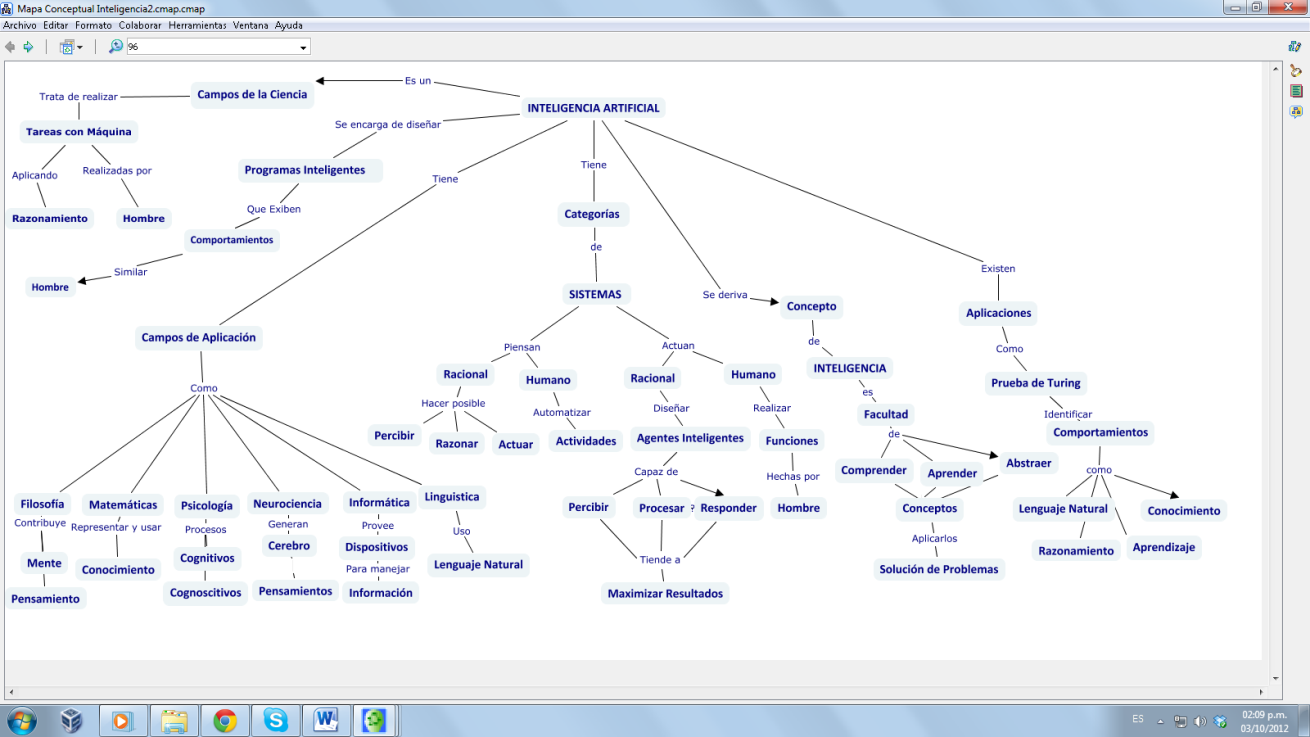 Mapa Conceptual Inteligencia2.cmap.cmap
Archivo Editar Formato Colaborar Herramientas Ventana Ayuda
96
Es un
Trata de realizar
Campos de la Ciencia
INTELIGENCIA ARTIFICIAL
Se encarga de diseñar
Tareas con Máquina
Tiene
Programas Inteligentes
Realizadas por
Aplicando
Tiene
Que Exiben
Categorías
Razonamiento
Hombre
Comportamientos
de
Similar
Existen
Hombre
SISTEMAS
Se deriva
Concepto
Aplicaciones
Campos de Aplicación
de
Piensan
Actuan
Como
INTELIGENCIA
Racional
Humano
Racional
Humano
Prueba de Turing
Como
es
Hacer posible
Automatizar
Diseñar
Realizar
Facultad
Identificar
Percibir
Razonar
Actuar
Actividades
Agentes Inteligentes
Funciones
de
Comportamientos
Capaz de
Hechas por
Comprender
Aprender
Abstraer
como
Filosofía
Matemáticas
Psicología
Neurociencia
Informática
Linguistica
Percibir
Procesar
?
Responder
Hombre
Conceptos
Lenguaje Natural
Conocimiento
Contribuye
Representar y usar
Procesos
Generan
Provee
Uso
Aplicarlos
Mente
Conocimiento
Cognitivos
Cerebro
Dispositivos
Lenguaje Natural
Tiende a
Razonamiento
Aprendizaje
Para manejar
Solución de Problemas
Pensamiento
Cognoscitivos
Pensamientos
Información
Maximizar Resultados
ES
02:09 p.m.
03/10/2012